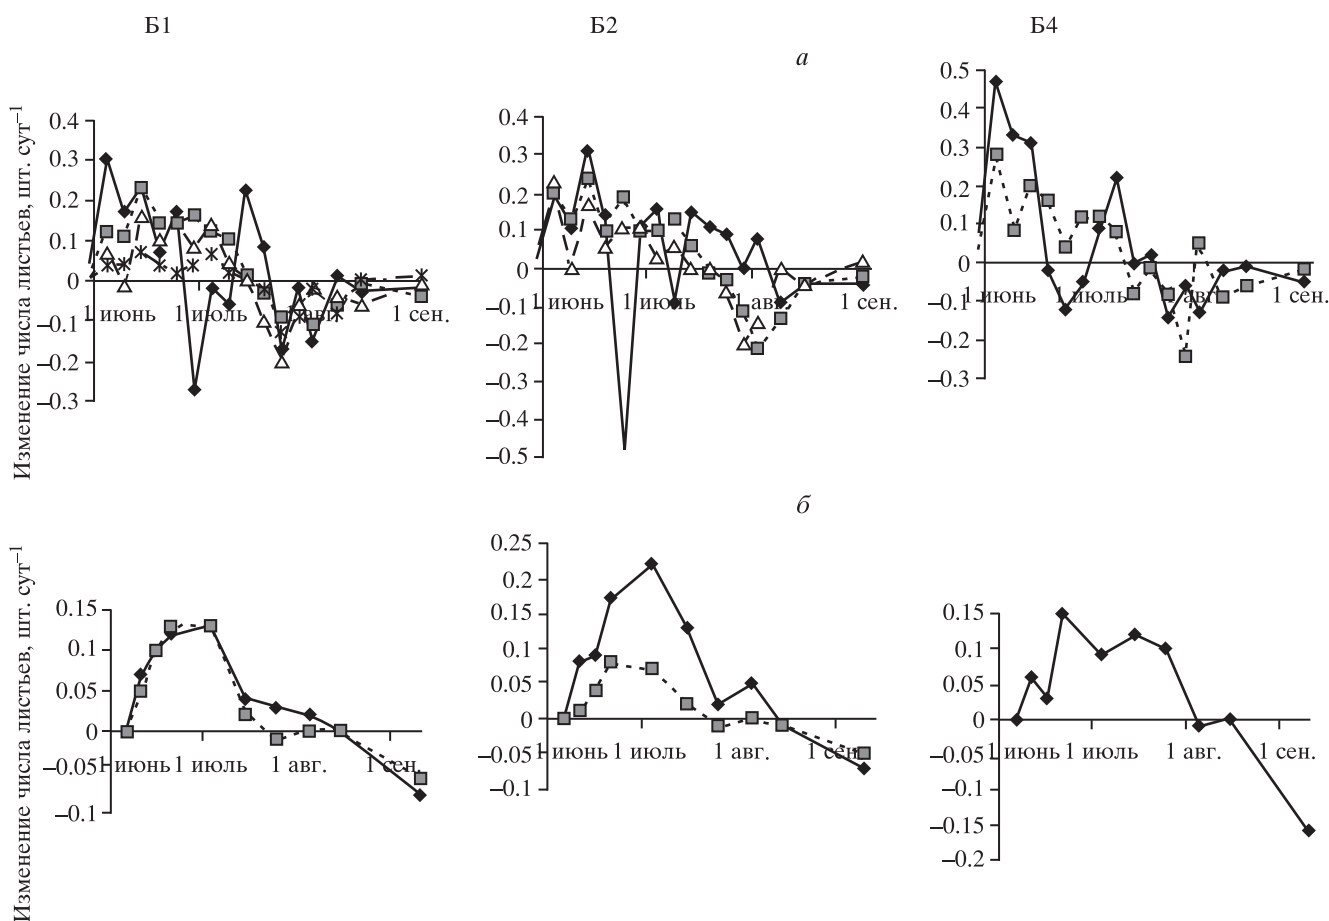 Б1
Б2
Б4
а
Изменение числа листьев, шт. сут⁻¹
0.4
0.3
0.2
0.1
0
–0.1
–0.2
–0.3
1 июнь
1 июль
1 авг.
1 сен.
0.4
0.3
0.2
0.1
0
–0.1
–0.2
–0.3
–0.4
–0.5
1 июнь
1 июль
1 авг.
1 сен.
0.5
0.4
0.3
0.2
0.1
0
–0.1
–0.2
–0.3
июнь
1 июль
1 авг.
1 сен.
б
Изменение числа листьев, шт. сут⁻¹
0.15
0.1
0.05
0
–0.05
–0.1
1 июнь
1 июль
1 авг.
1 сен.
0.25
0.2
0.15
0.1
0.05
0
–0.05
–0.1
1 июнь
1 июль
1 авг.
1 сен.
0.15
0.1
0.05
0
–0.05
–0.1
–0.15
–0.2
1 июнь
1 июль
1 авг.
1 сен.